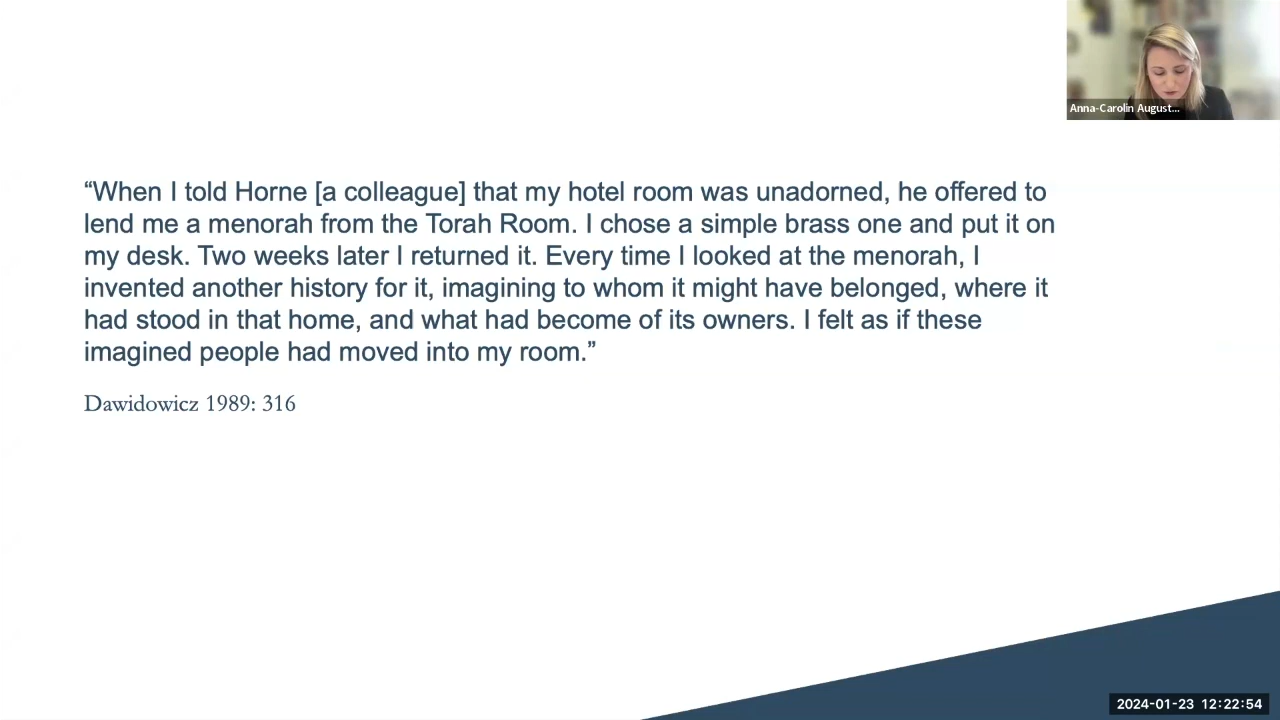 Anna-Carolin August...
“When I told Horne [a colleague] that my hotel room was unadorned, he offered to
lend me a menorah from the Torah Room. I chose a simple brass one and put it on
my desk. Two weeks later I returned it. Every time I looked at the menorah, I
invented another history for it, imagining to whom it might have belonged, where it
had stood in that home, and what had become of its owners. I felt as if these
imagined people had moved into my room.”
Dawidowicz 1989: 316
2024-01-23 12:22:54